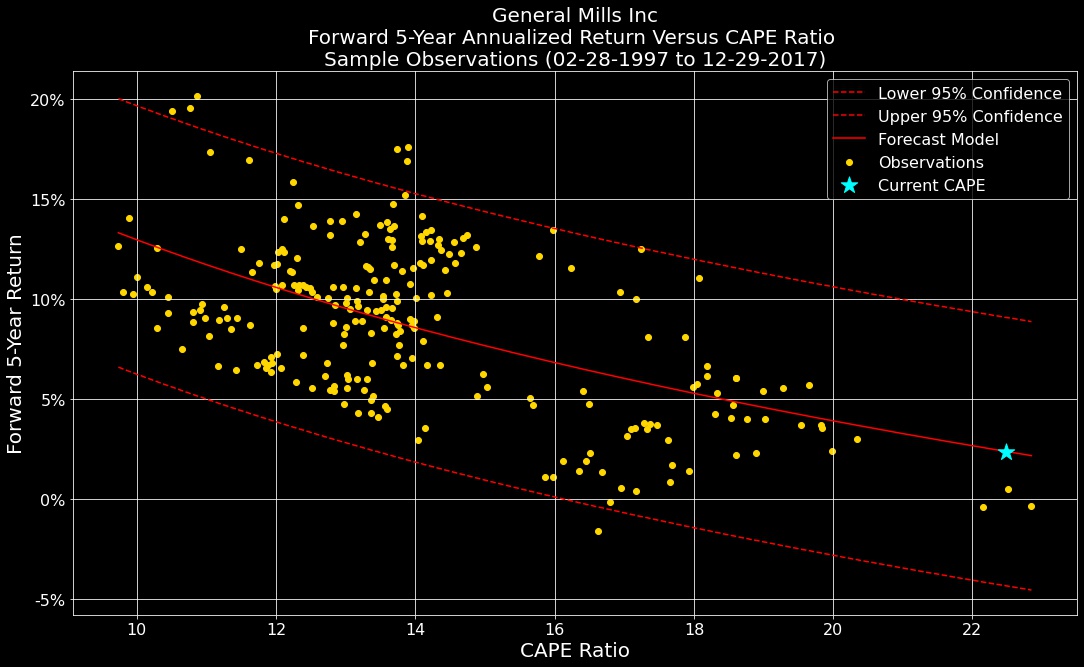 General Mills Inc
Forward 5-Year Annualized Return Versus CAPE Ratio
Sample Observations (02-28-1997 to 12-29-2017)
Lower 95% Confidence
Upper 95% Confidence
Forecast Model
Observations
Current CAPE
Forward 5-Year Return
20%
15%
10%
5%
0%
-5%
10 12 14 16 18 20 22
CAPE Ratio